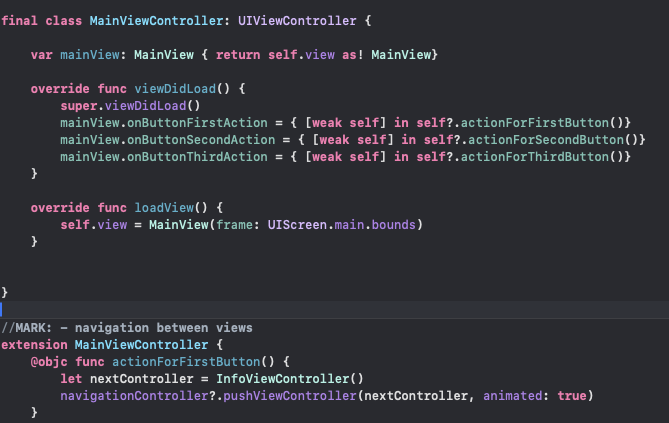 final class MainViewController: UIViewController {
var mainView: MainView { return self.view as! MainView}
override func viewDidLoad() {
super.viewDidLoad()
mainView.onButtonFirstAction = { [weak self] in self?.actionForFirstButton()}
mainView.onButtonSecondAction = { [weak self] in self?.actionForSecondButton()}
mainView.onButtonThirdAction = { [weak self] in self?.actionForThirdButton()}
}
override func loadView() {
self.view = MainView(frame: UIScreen.main.bounds)
}
}
//MARK: - navigation between views
extension MainViewController {
@objc func actionForFirstButton() {
let nextController = InfoViewController()
navigationController?.pushViewController(nextController, animated: true)
}